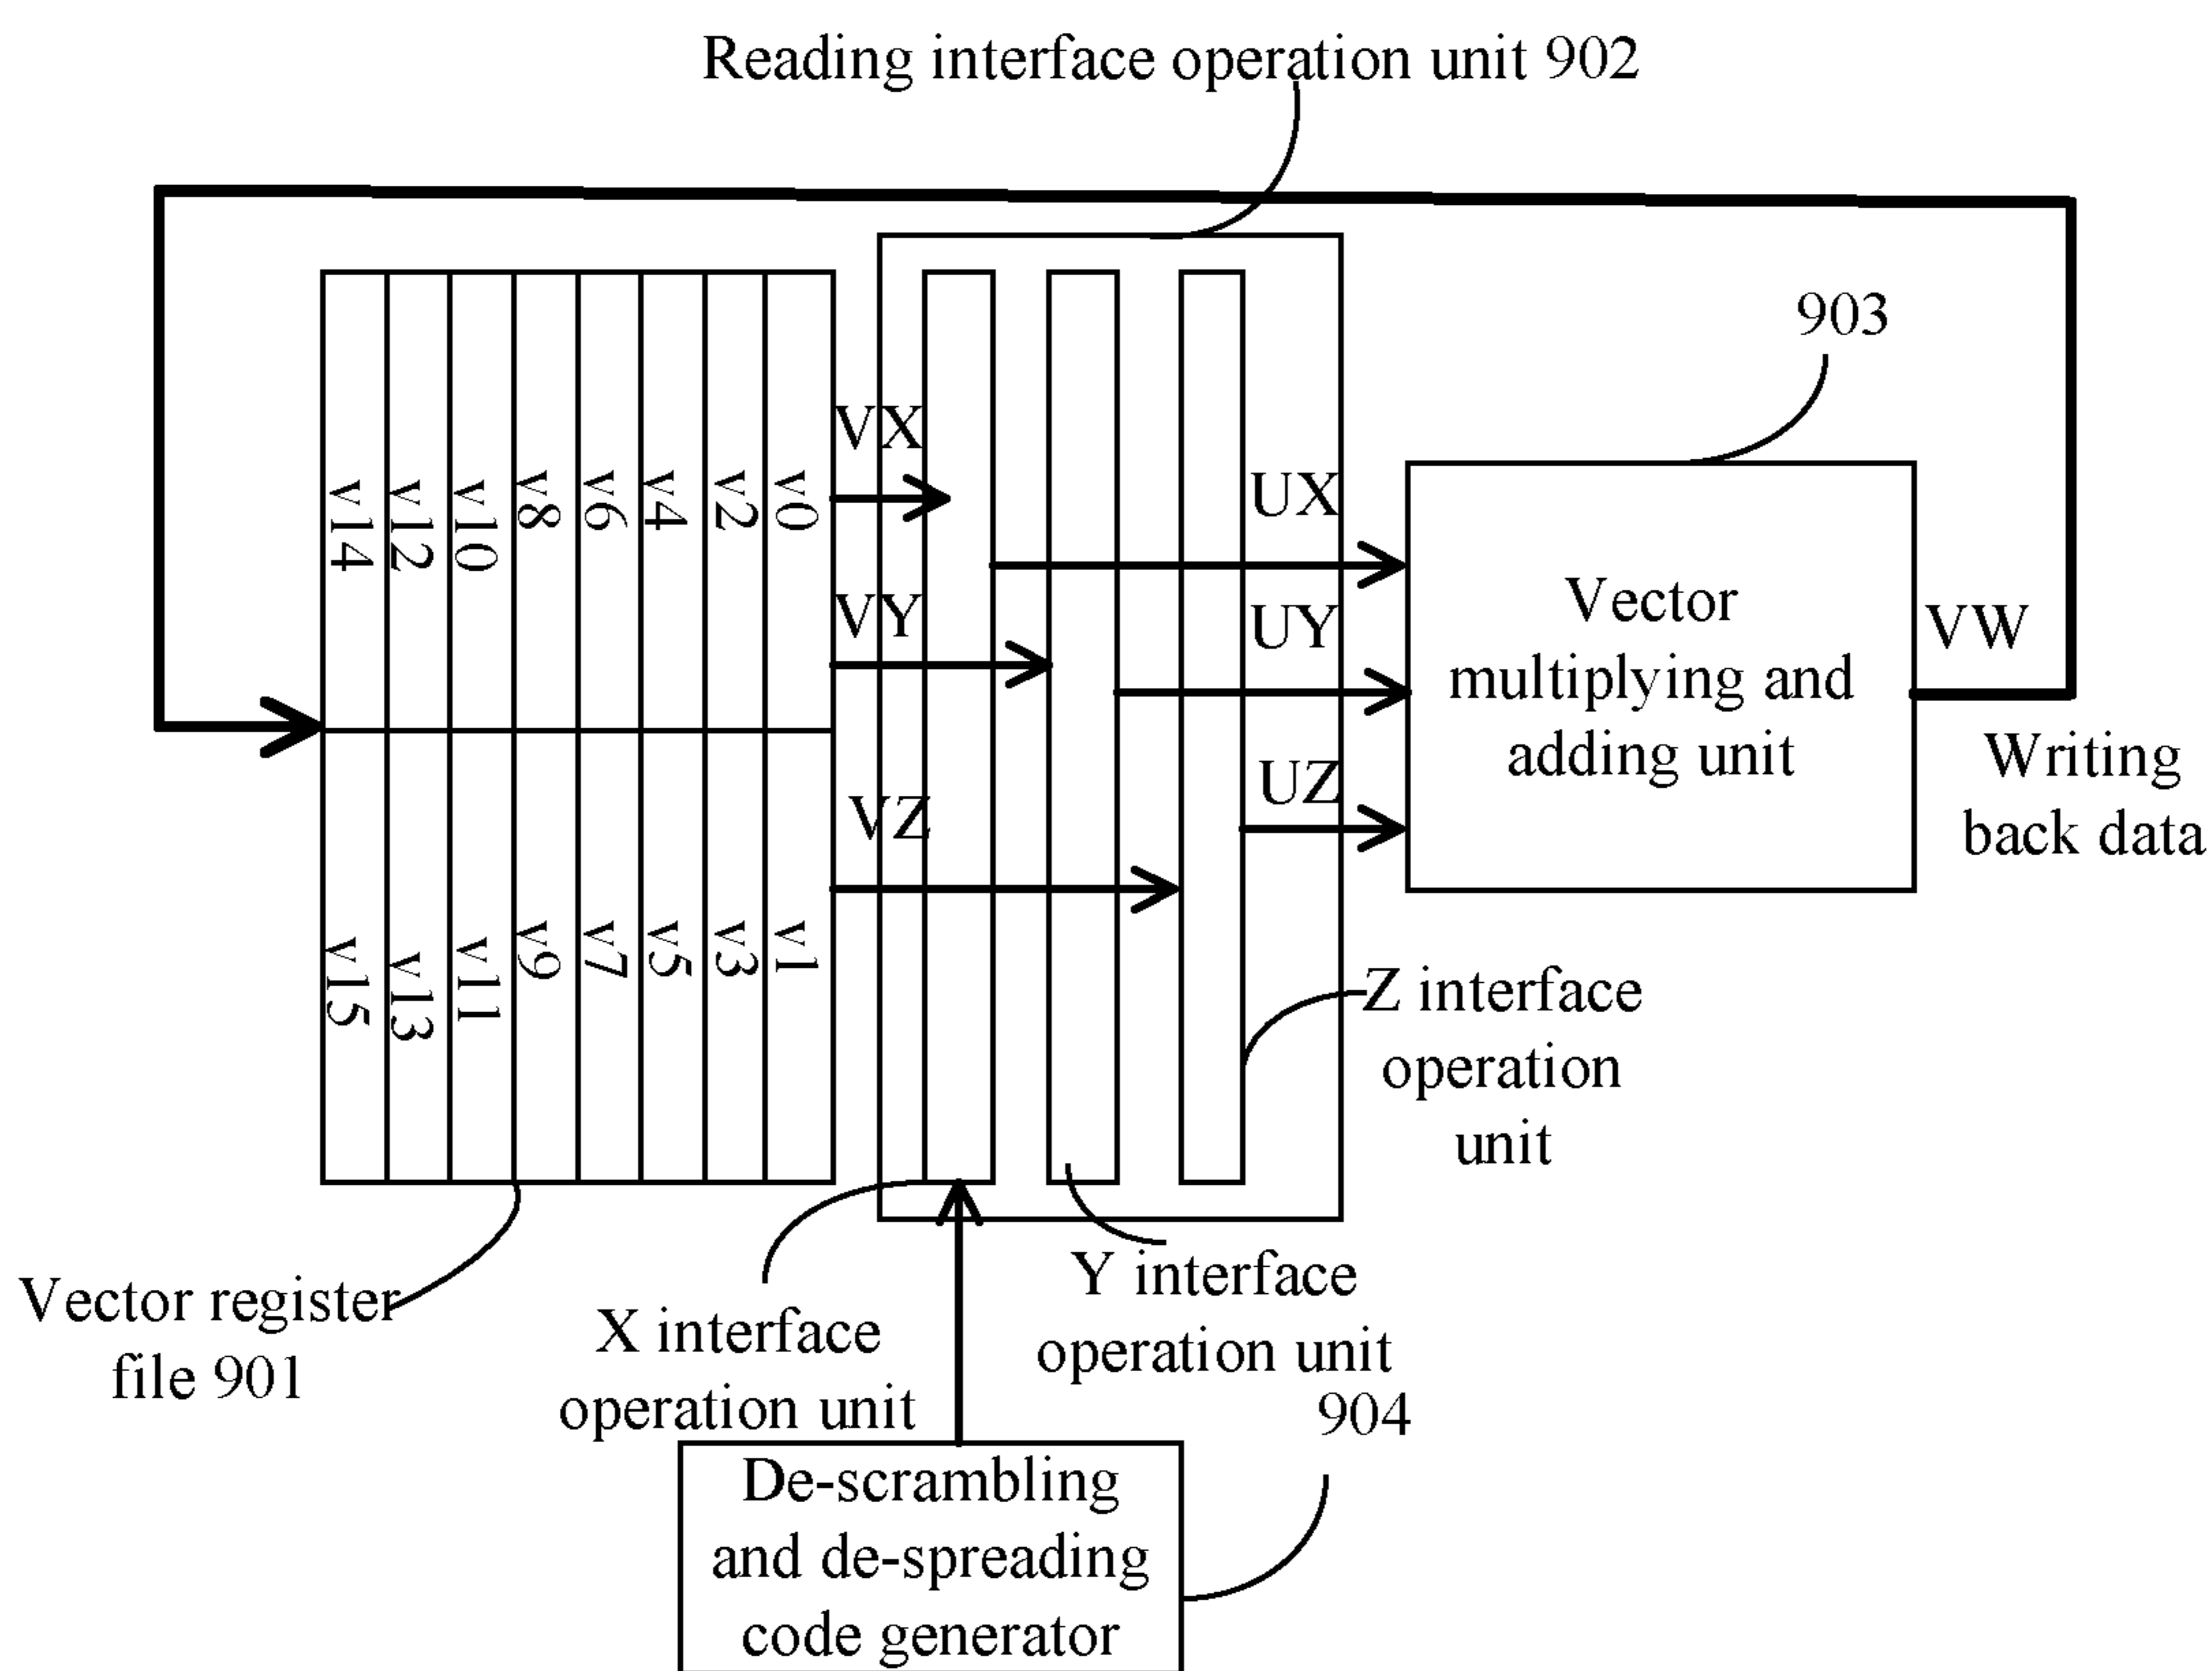 Reading interface operation unit 902
903
v14
v12
v10
v8
v6
v4
v2
v0
VX
VY
VZ
UX
UY
UZ
Vector
multiplying and
adding unit
VW
Writing
back data
v15
v13
v11
v9
v7
v5
v3
v1
Z interface
operation
unit
Vector register
file 901
X interface
operation unit
Y interface
operation unit
904
De-scrambling
and de-spreading
code generator